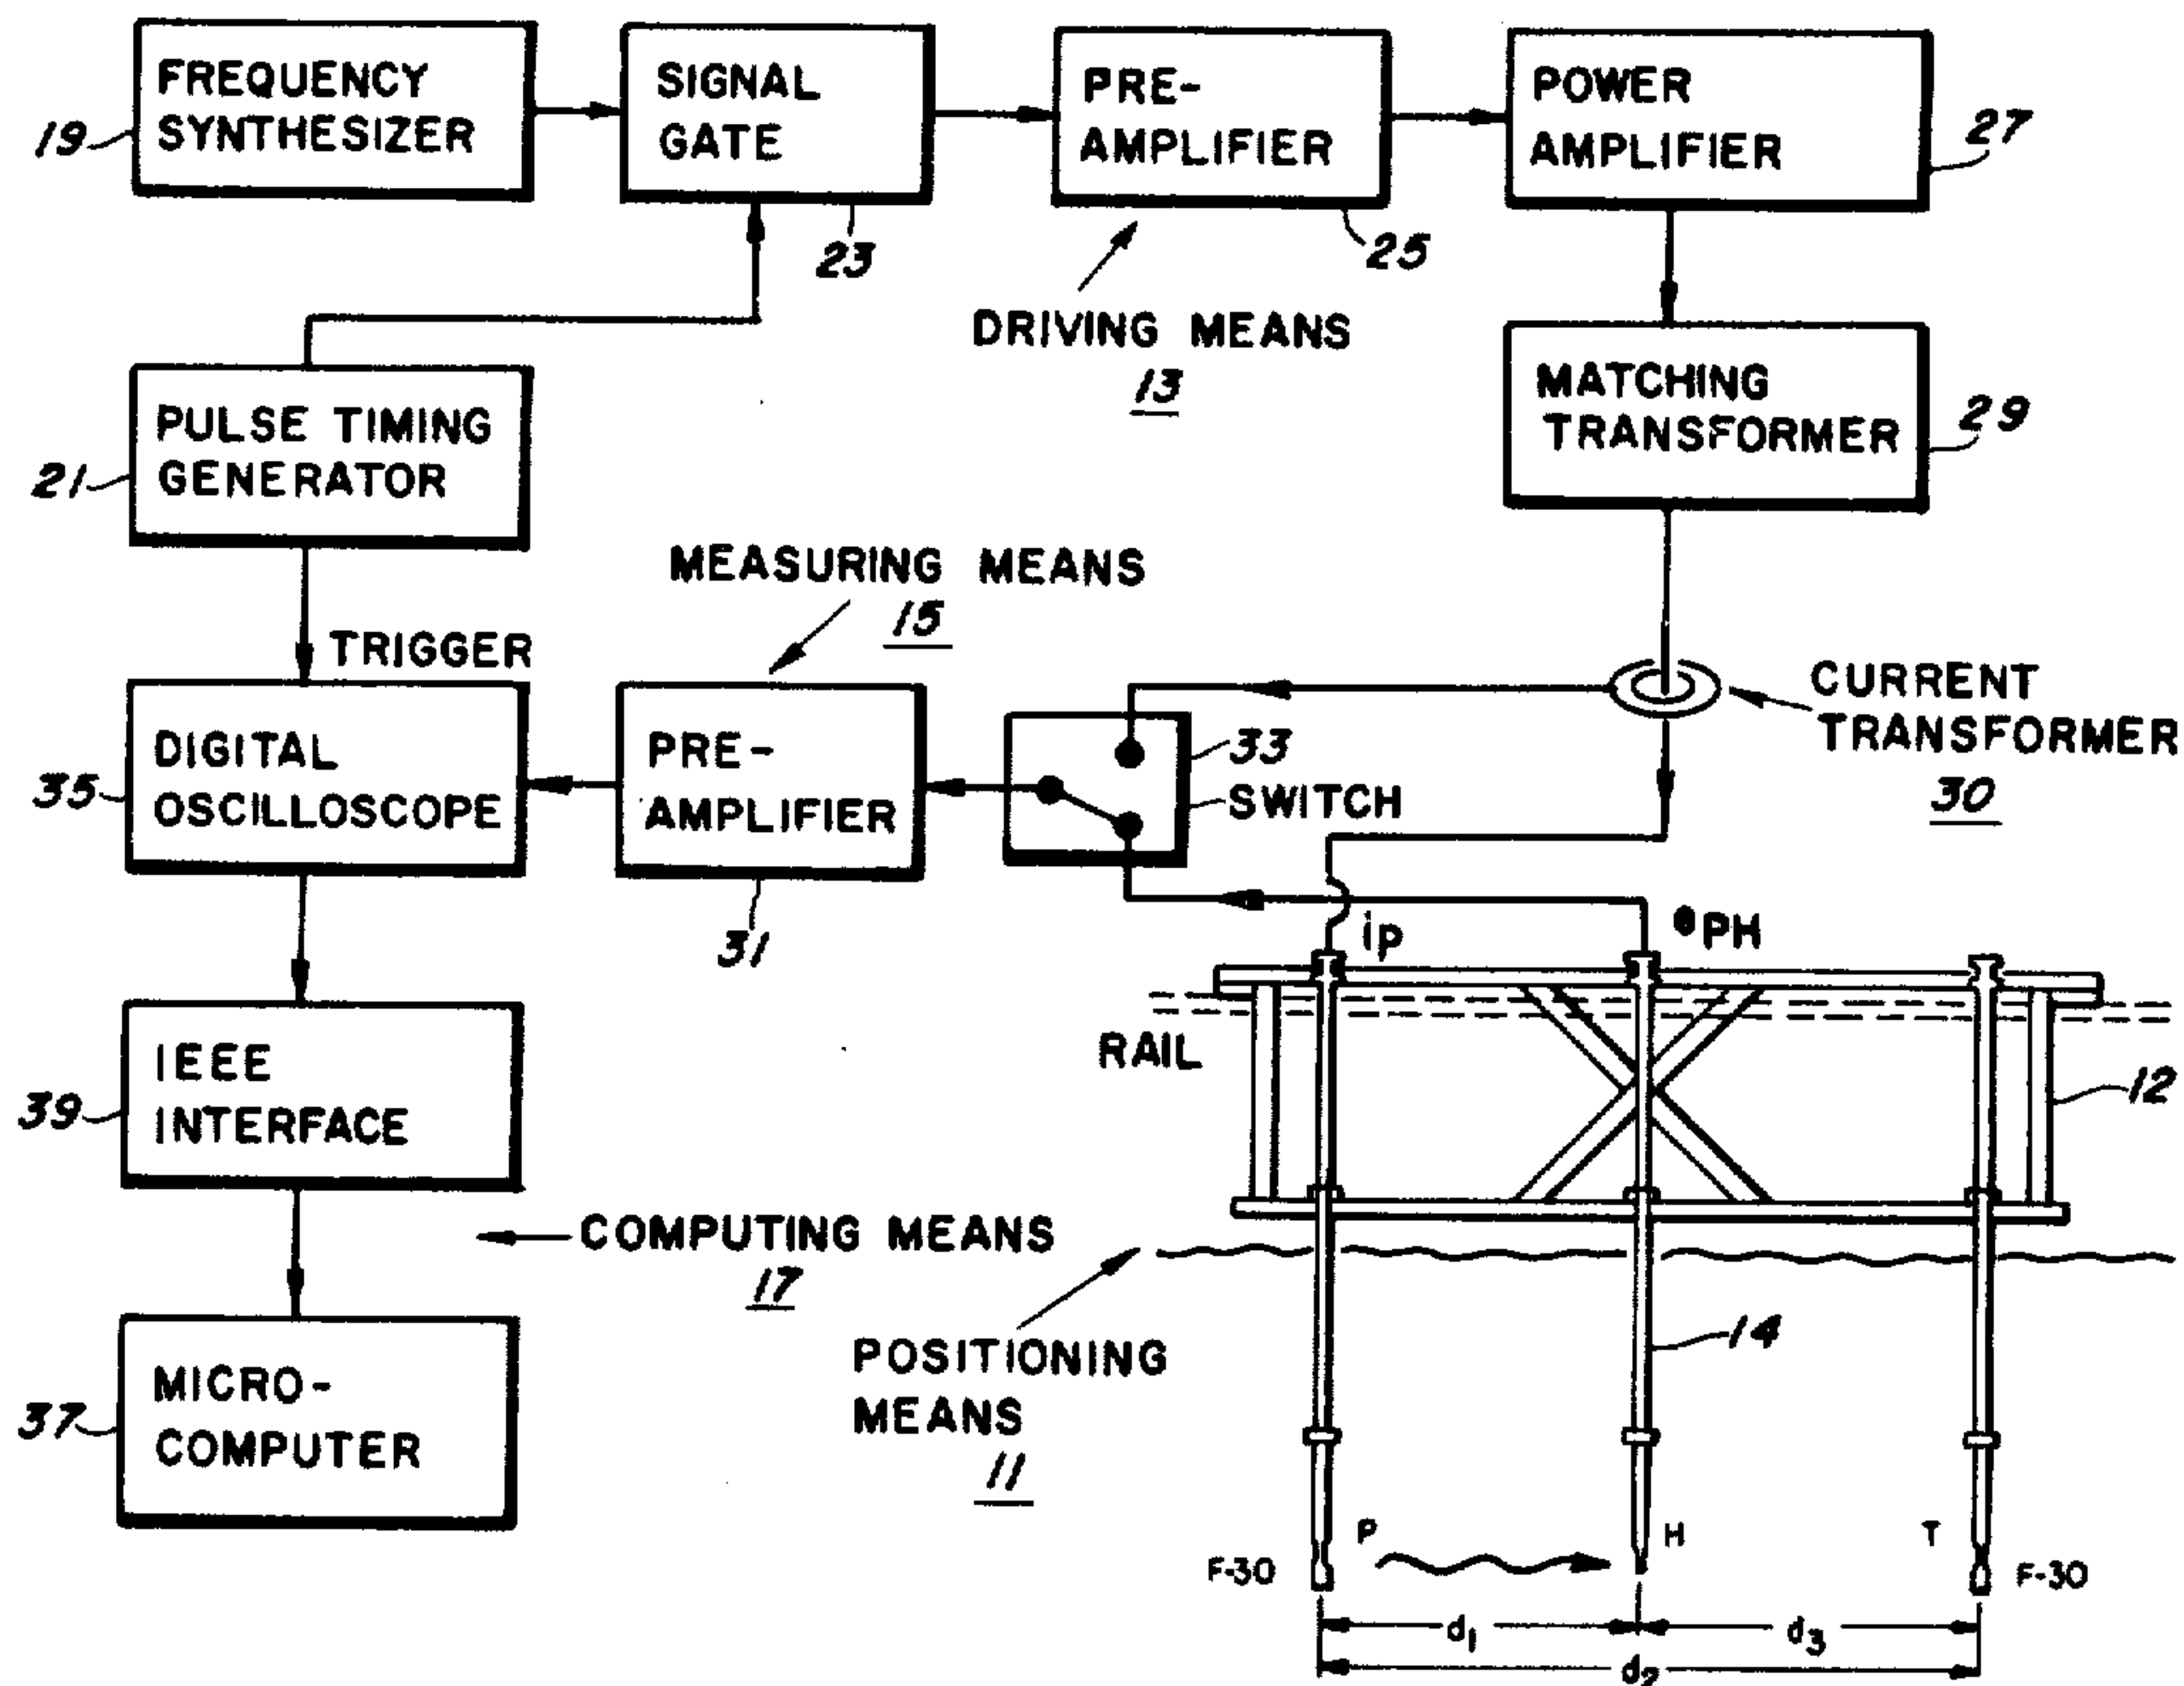 FREQUENCY
SYNTHESIZER
19
SIGNAL
GATE
23
PRE-
AMPLIFIER
25
POWER
AMPLIFIER
27
DRIVING MEANS
13
MATCHING
TRANSFORMER
29
PULSE TIMING
GENERATOR
21
MEASURING MEANS
15
TRIGGER
CURRENT
TRANSFORMER
30
DIGITAL
OSCILLOSCOPE
35
PRE-
AMPLIFIER
31
33
SWITCH
ip
ePH
RAIL
12
IEEE
INTERFACE
39
COMPUTING MEANS
17
POSITIONING
MEANS
11
14
MICRO-
COMPUTER
37
P
H
T
F-30
F-30
d1
d3
d2